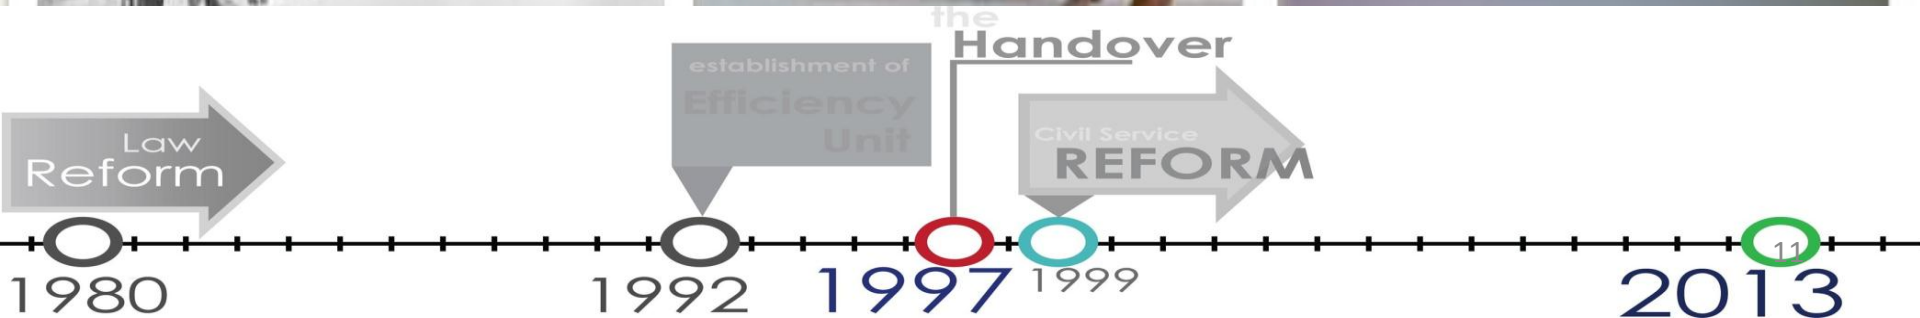 Law
Reform
establishment of
Efficiency
Unit
the
Handover
Civil Service
REFORM
11
1980
1992
1997
1999
2013